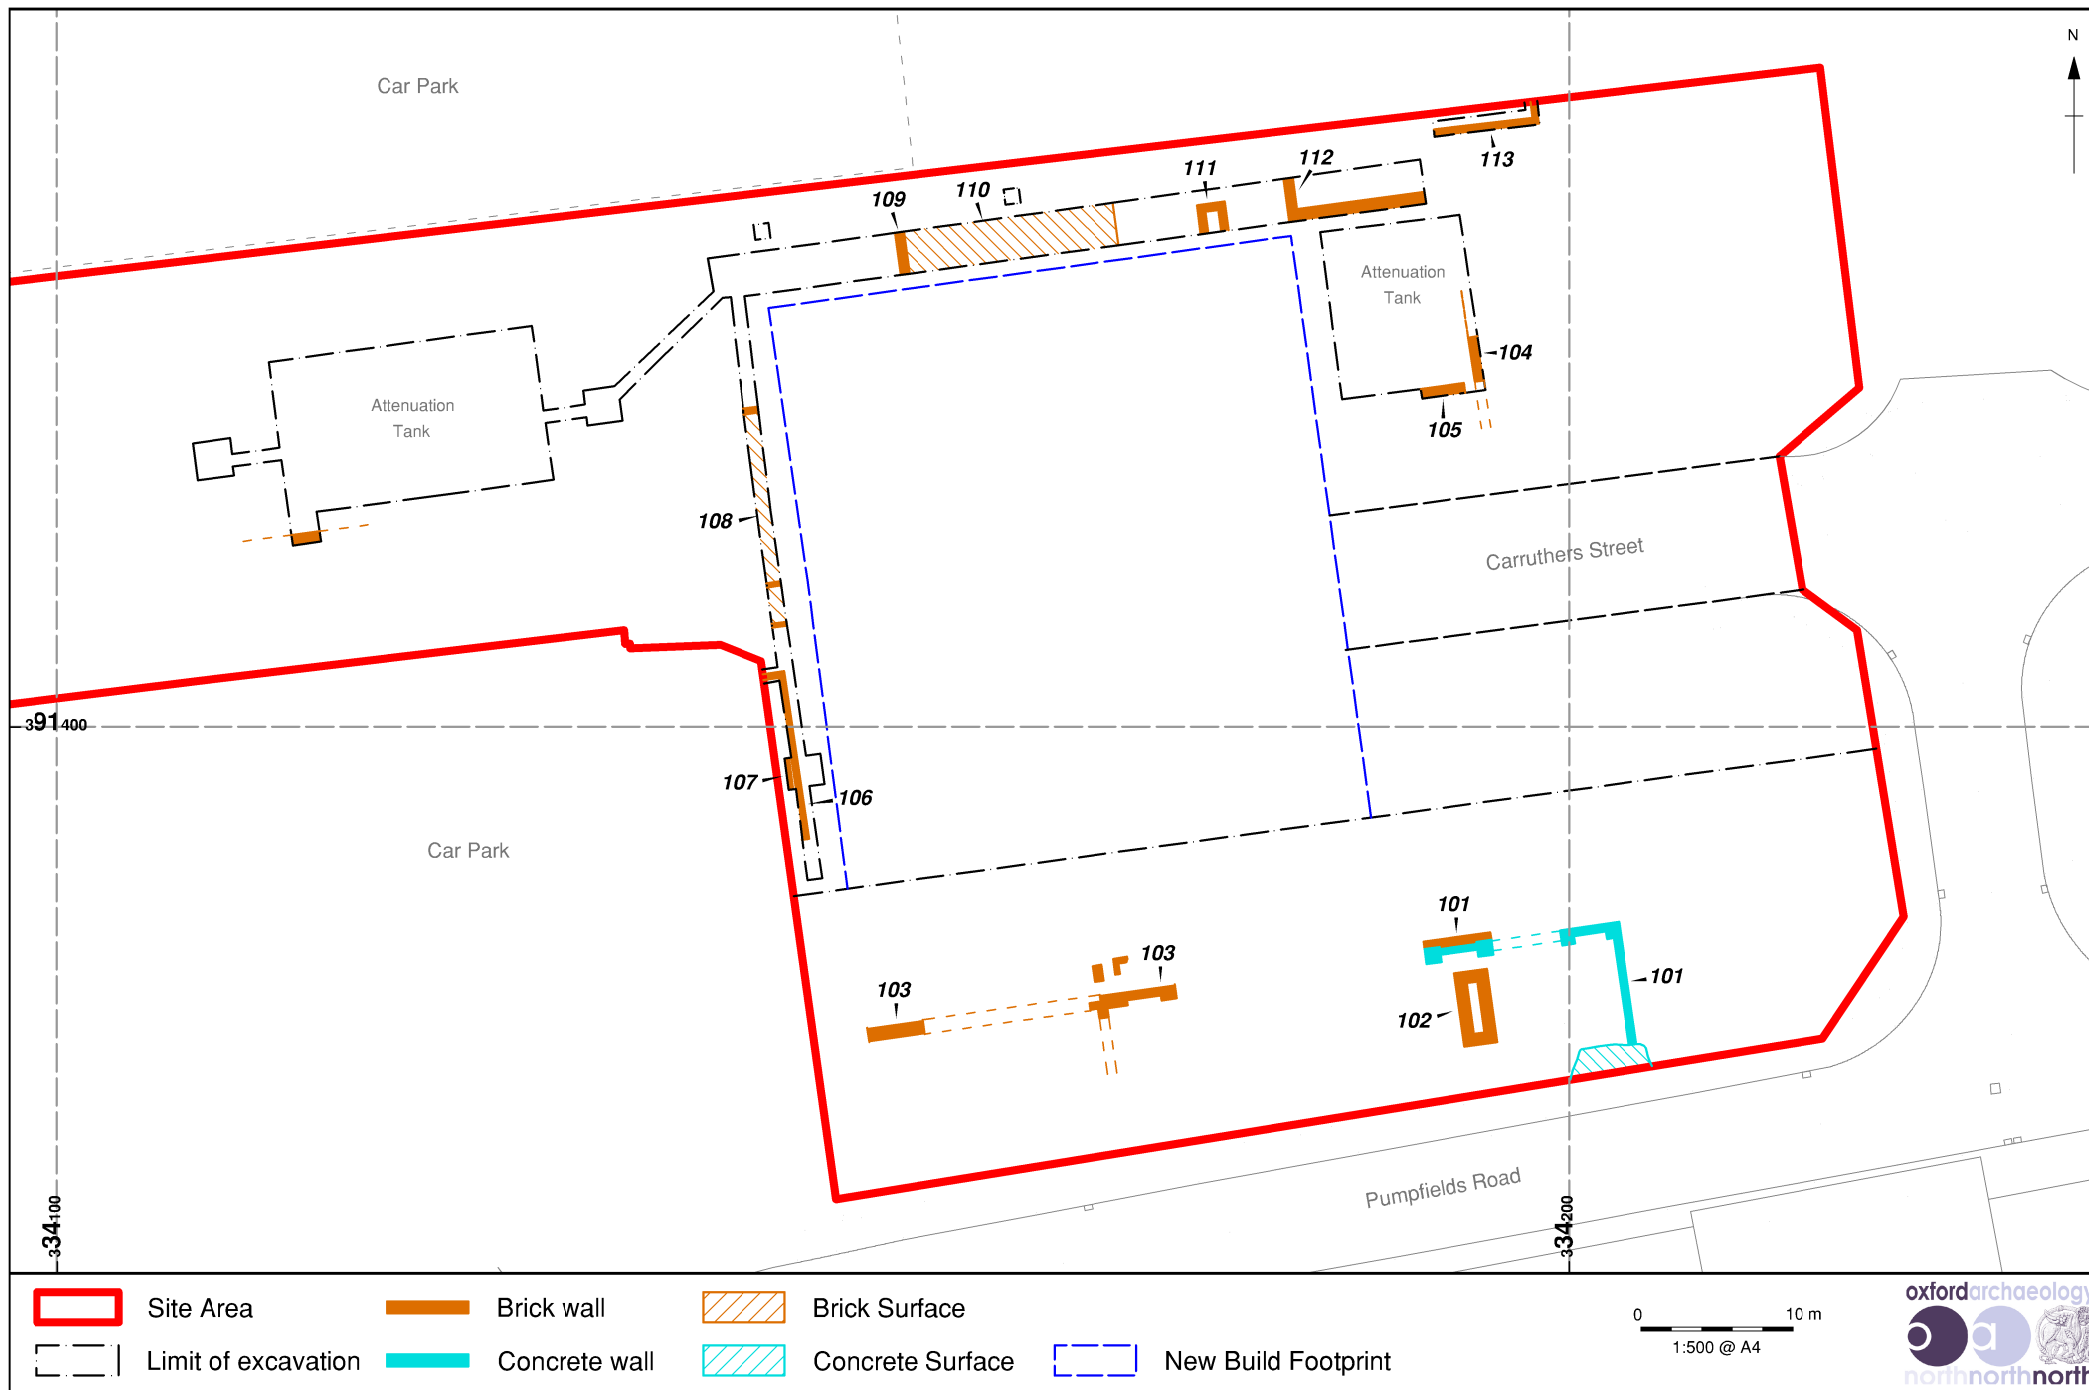 Car Park
N
113
112
111
110
109
Attenuation
Tank
104
105
Attenuation
Tank
108
Carruthers Street
391400
107
106
Car Park
101
103
103
101
102
Pumpfields Road
334100
334200
Site Area
Brick wall
Brick Surface
Limit of excavation
Concrete wall
Concrete Surface
New Build Footprint
0 10 m
1:500 @ A4
oxfordarchaeology
o a
northnorthnorth